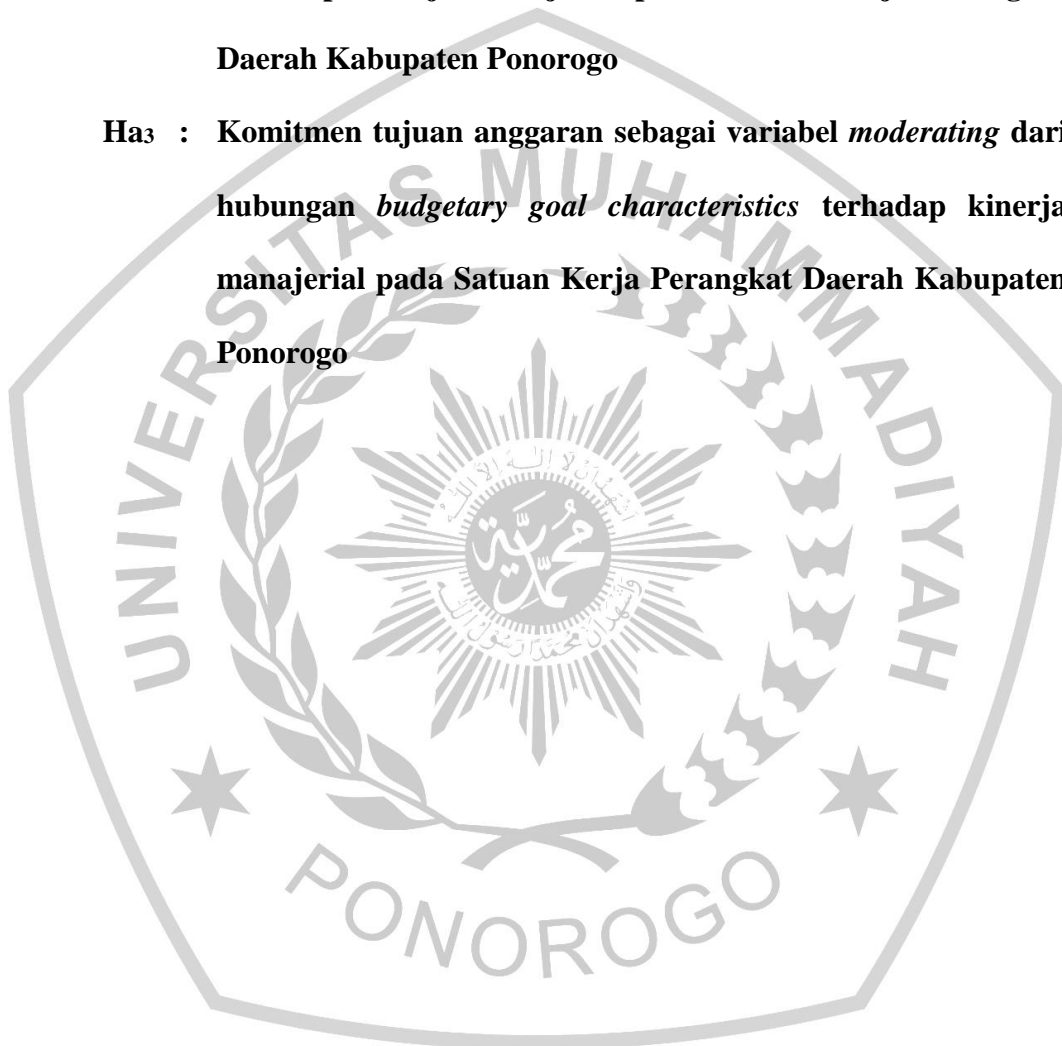 Daerah Kabupaten Ponorogo
Ha3 : Komitmen tujuan anggaran sebagai variabel moderating dari
hubungan budgetary goal characteristics terhadap kinerja
manajerial pada Satuan Kerja Perangkat Daerah Kabupaten
Ponorogo
UNIVERSITAS MUHAMMADIYAH
PONOROGO